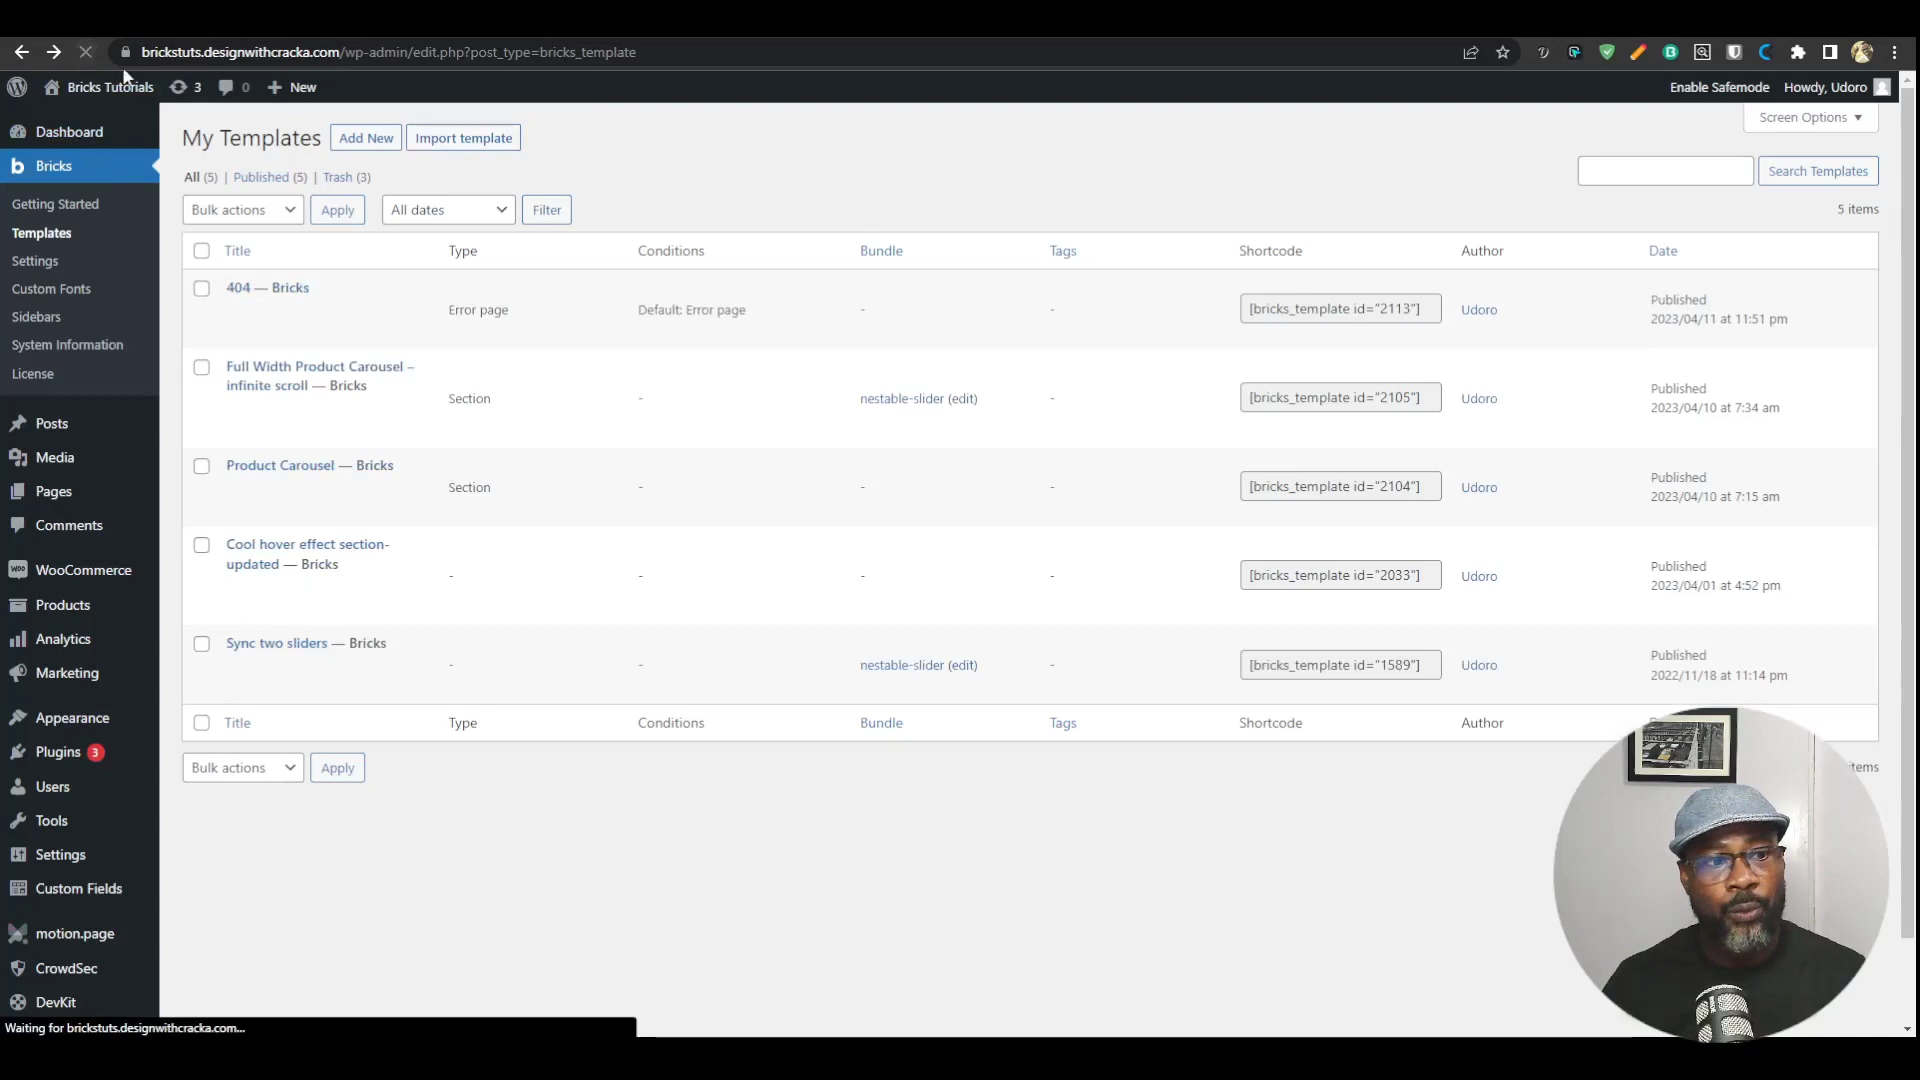 brickstuts.designwithcracka.com/wp-admin/edit.php?post_type=bricks_template
Bricks Tutorials 3 0 New Enable Safemode Howdy, Udoro
Dashboard
Bricks
Getting Started
Templates
Settings
Custom Fonts
Sidebars
System Information
License
Posts
Media
Pages
Comments
WooCommerce
Products
Analytics
Marketing
Appearance
Plugins 3
Users
Tools
Settings
Custom Fields
motion.page
CrowdSec
DevKit
Screen Options
My Templates Add New Import template
All (5) | Published (5) | Trash (3)
Search Templates
Bulk actions Apply All dates Filter 5 items
Title Type Conditions Bundle Tags Shortcode Author Date
404 — Bricks
Error page Default: Error page - - [bricks_template id="2113"] Udoro
Published
2023/04/11 at 11:51 pm
Full Width Product Carousel –
infinite scroll — Bricks
Section - nestable-slider (edit) - [bricks_template id="2105"] Udoro
Published
2023/04/10 at 7:34 am
Product Carousel — Bricks
Section - - - [bricks_template id="2104"] Udoro
Published
2023/04/10 at 7:15 am
Cool hover effect section-
updated — Bricks
- - - - [bricks_template id="2033"] Udoro
Published
2023/04/01 at 4:52 pm
Sync two sliders — Bricks
- - nestable-slider (edit) - [bricks_template id="1589"] Udoro
Published
2022/11/18 at 11:14 pm
Title Type Conditions Bundle Tags Shortcode Author
Bulk actions Apply items
Waiting for brickstuts.designwithcracka.com...